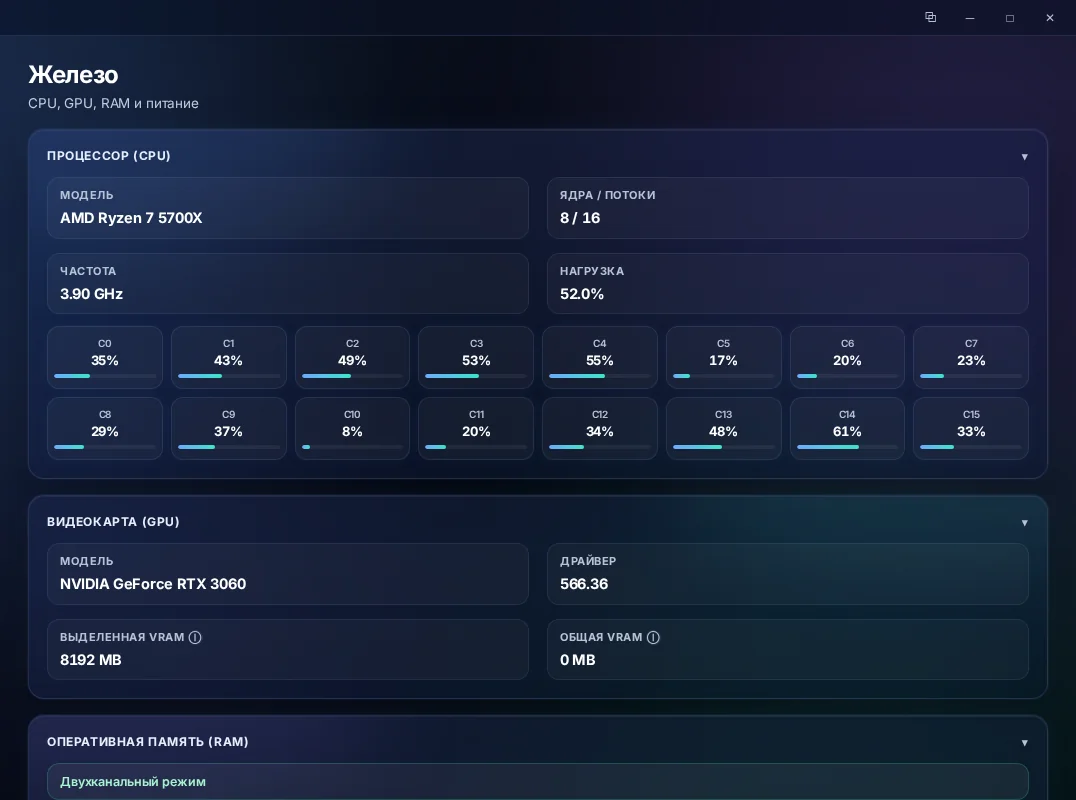 Железо
CPU, GPU, RAM и питание
ПРОЦЕССОР (CPU)
МОДЕЛЬ
AMD Ryzen 7 5700X
ЯДРА / ПОТОКИ
8 / 16
ЧАСТОТА
3.90 GHz
НАГРУЗКА
52.0%
C0
35%
C1
43%
C2
49%
C3
53%
C4
55%
C5
17%
C6
20%
C7
23%
C8
29%
C9
37%
C10
8%
C11
20%
C12
34%
C13
48%
C14
61%
C15
33%
ВИДЕОКАРТА (GPU)
МОДЕЛЬ
NVIDIA GeForce RTX 3060
ДРАЙВЕР
566.36
ВЫДЕЛЕННАЯ VRAM ⓘ
8192 MB
ОБЩАЯ VRAM ⓘ
0 MB
ОПЕРАТИВНАЯ ПАМЯТЬ (RAM)
Двухканальный режим